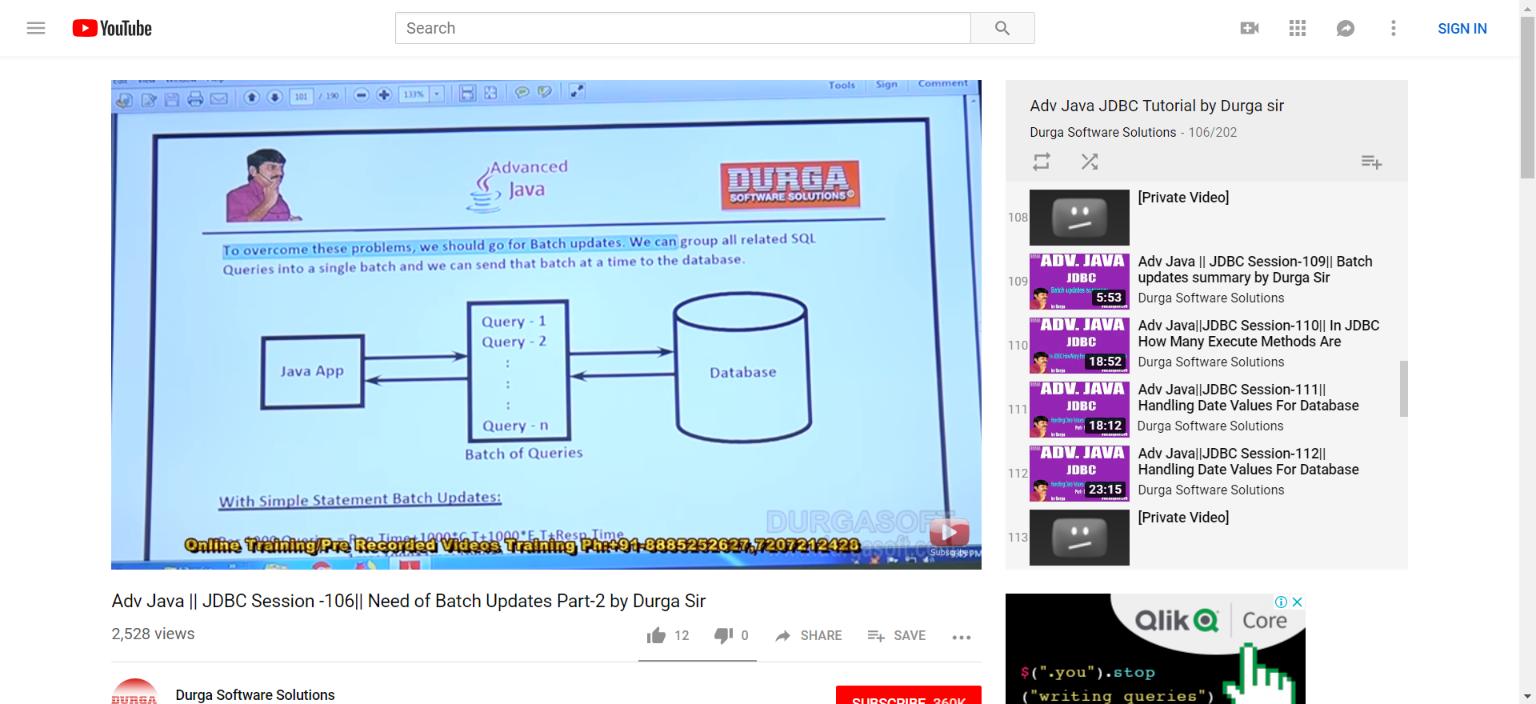 YouTube
Search
SIGN IN
Edit View Window Help
Tools Sign Comment
101 / 190 133%
Advanced
Java
DURGA
SOFTWARE SOLUTIONS
To overcome these problems, we should go for Batch updates. We can group all related SQL
Queries into a single batch and we can send that batch at a time to the database.
Java App
Query - 1
Query - 2
:
:
:
Query - n
Batch of Queries
Database
With Simple Statement Batch Updates:
DURGASOFT
Online Training/Pre Recorded Videos Training Ph:+91-8885252627,7207212428
Adv Java || JDBC Session -106|| Need of Batch Updates Part-2 by Durga Sir
2,528 views
12
0
SHARE
SAVE
DURGA
Durga Software Solutions
SUBSCRIBE 360K
Adv Java JDBC Tutorial by Durga sir
Durga Software Solutions - 106/202
108
[Private Video]
109
ADV. JAVA
JDBC
5:53
Adv Java || JDBC Session-109|| Batch
updates summary by Durga Sir
Durga Software Solutions
110
ADV. JAVA
JDBC
18:52
Adv Java||JDBC Session-110|| In JDBC
How Many Execute Methods Are
Durga Software Solutions
111
ADV. JAVA
JDBC
18:12
Adv Java||JDBC Session-111||
Handling Date Values For Database
Durga Software Solutions
112
ADV. JAVA
JDBC
23:15
Adv Java||JDBC Session-112||
Handling Date Values For Database
Durga Software Solutions
113
[Private Video]
Qlik Core
$(".you").stop
("writing queries")